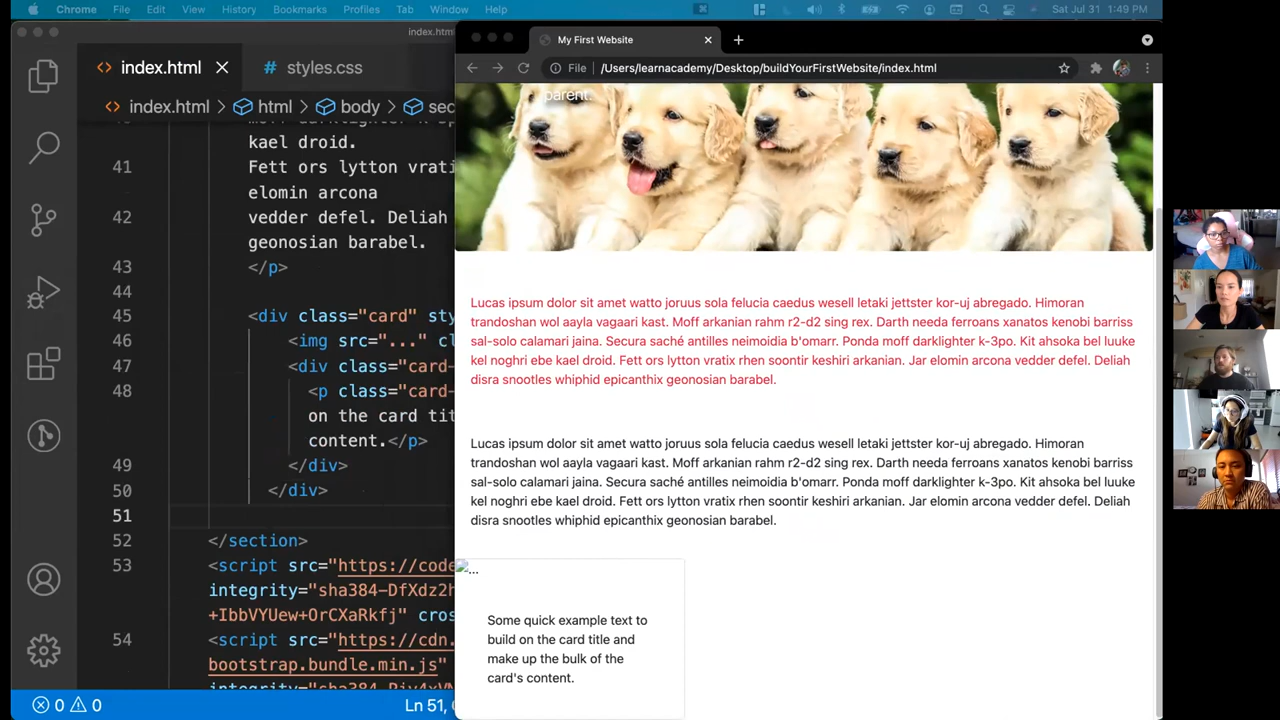 Chrome File Edit View History Bookmarks Profiles Tab Window Help Sat Jul 31 1:49 PM
index.html
index.html
styles.css
index.html > html > body > sec
kael droid.
41 Fett ors lytton vrati
elomin arcona
42 vedder defel. Deliah
geonosian barabel.
43 </p>
44
45 <div class="card" sty
46 <img src="..." cl
47 <div class="card-
48 <p class="card-
on the card tit
content.</p>
49 </div>
50 </div>
51
52 </section>
53 <script src="https://code
integrity="sha384-DfXdz2h
+IbbVYUew+OrCXaRkfj" cros
54 <script src="https://cdn.
bootstrap.bundle.min.js"
0 0 Ln 51,
My First Website
File /Users/learnacademy/Desktop/buildYourFirstWebsite/index.html
parent.
Lucas ipsum dolor sit amet watto joruus sola felucia caedus wesell letaki jettster kor-uj abregado. Himoran
trandoshan wol aayla vagaari kast. Moff arkanian rahm r2-d2 sing rex. Darth needa ferroans xanatos kenobi barriss
sal-solo calamari jaina. Secura saché antilles neimoidia b'omarr. Ponda moff darklighter k-3po. Kit ahsoka bel luuke
kel noghri ebe kael droid. Fett ors lytton vratix rhen soontir keshiri arkanian. Jar elomin arcona vedder defel. Deliah
disra snootles whiphid epicanthix geonosian barabel.
Lucas ipsum dolor sit amet watto joruus sola felucia caedus wesell letaki jettster kor-uj abregado. Himoran
trandoshan wol aayla vagaari kast. Moff arkanian rahm r2-d2 sing rex. Darth needa ferroans xanatos kenobi barriss
sal-solo calamari jaina. Secura saché antilles neimoidia b'omarr. Ponda moff darklighter k-3po. Kit ahsoka bel luuke
kel noghri ebe kael droid. Fett ors lytton vratix rhen soontir keshiri arkanian. Jar elomin arcona vedder defel. Deliah
disra snootles whiphid epicanthix geonosian barabel.
...
Some quick example text to
build on the card title and
make up the bulk of the
card's content.